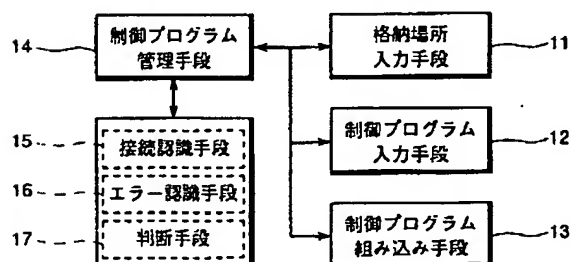 14
制御プログラム
管理手段
格納場所
入力手段
11
15
接続認識手段
制御プログラム
入力手段
12
16
エラー認識手段
17
判断手段
制御プログラム
組み込み手段
13